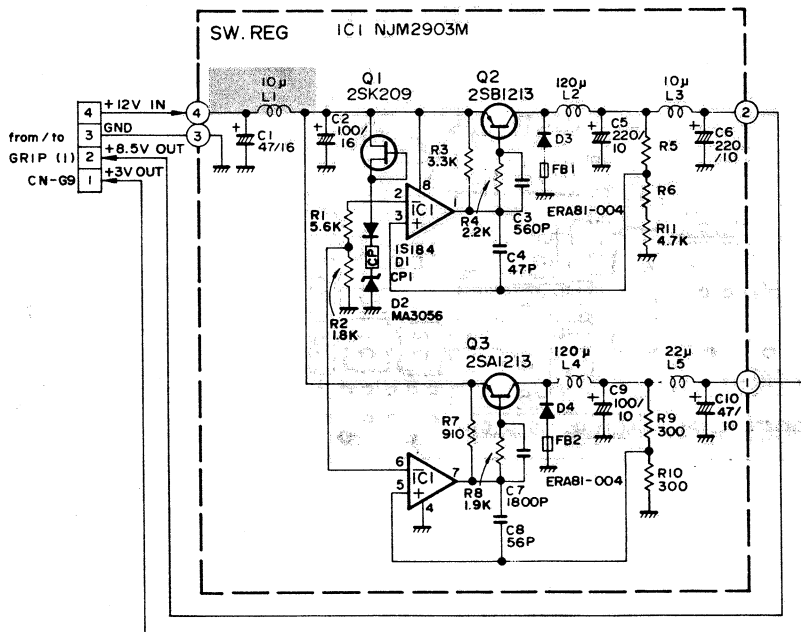 SW. REG
IC1 NJM2903M
4
+12V IN
3
GND
from / to
GRIP (1)
2
+8.5V OUT
CN-G9
1
+3V OUT
4
3
10μ
L1
+
C1
47/16
+
C2
100/
16
Q1
2SK209
R3
3.3K
Q2
2SB1213
120μ
L2
10μ
L3
2
D3
FB1
ERA81-004
+
C5
220/
10
R5
R6
R11
4.7K
+
C6
220
/10
R1
5.6K
R2
1.8K
2
3
8
1
IC1
+
1S184
D1
CP
CP1
D2
MA3056
R4
2.2K
C3
560P
C4
47P
Q3
2SA1213
120μ
L4
22μ
L5
1
R7
910
6
5
7
4
IC1
+
R8
1.9K
C7
1800P
C8
56P
D4
FB2
ERA81-004
+
C9
100/
10
R9
300
R10
300
+
C10
47
/10